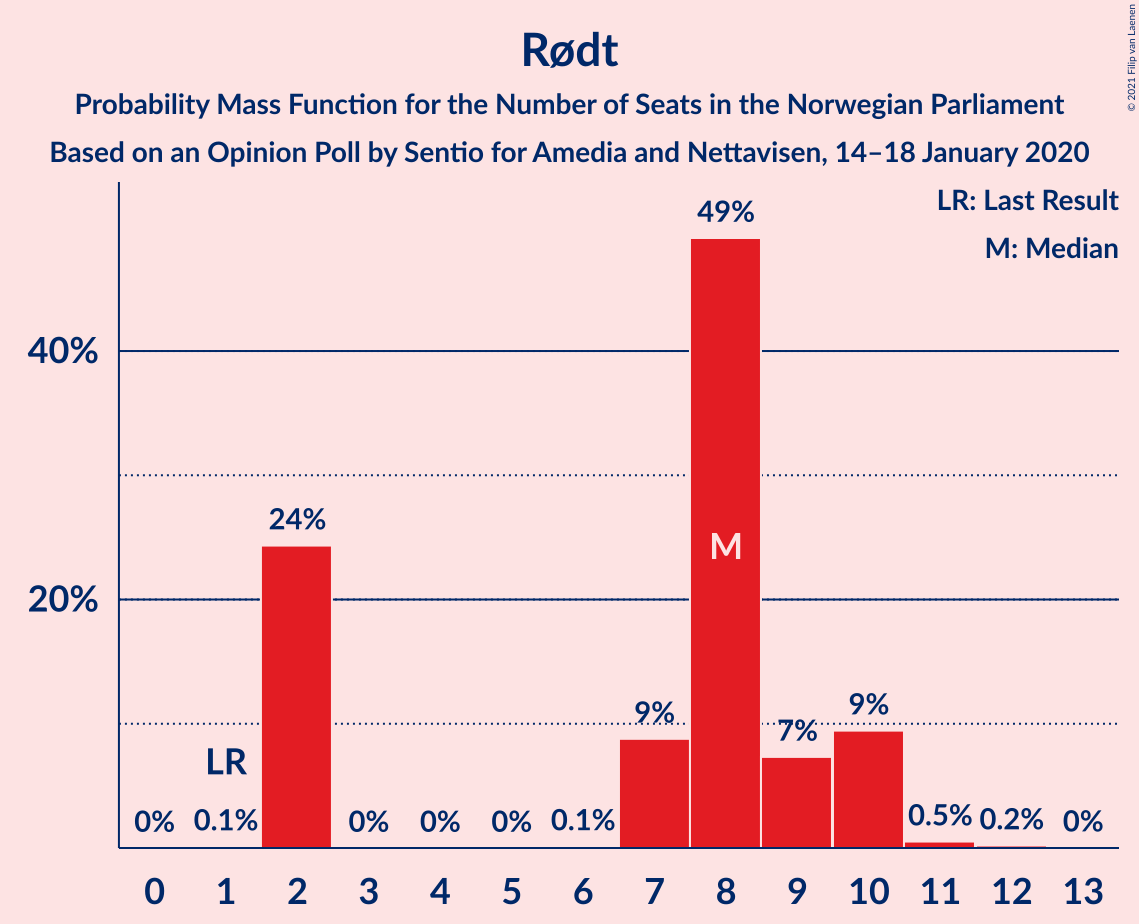 Rødt
Probability Mass Function for the Number of Seats in the Norwegian Parliament
Based on an Opinion Poll by Sentio for Amedia and Nettavisen, 14–18 January 2020
© 2021 Filip van Laenen
LR: Last Result
M: Median
49%
40%
M
24%
20%
9%
9%
7%
LR
0% 0.1% 0% 0% 0% 0.1% 0.5% 0.2% 0%
0 1 2 3 4 5 6 7 8 9 10 11 12 13